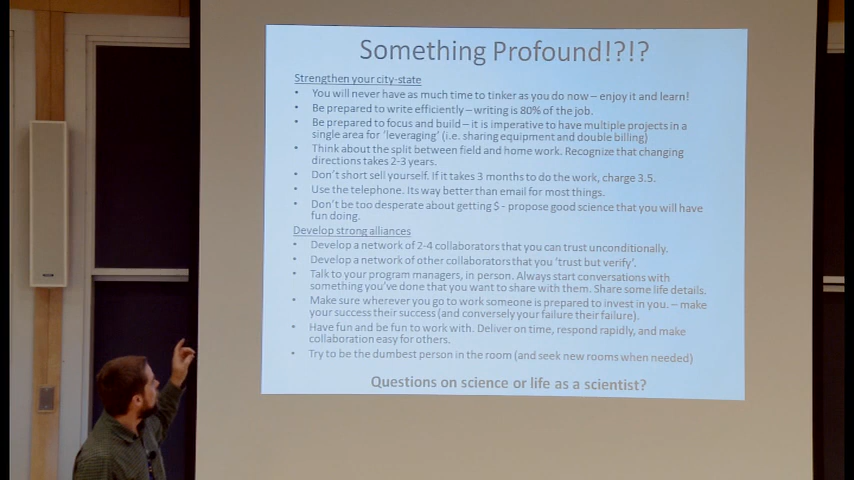 Something Profound!?!?
Strengthen your city-state
• You will never have as much time to tinker as you do now – enjoy it and learn!
• Be prepared to write efficiently – writing is 80% of the job.
• Be prepared to focus and build – it is imperative to have multiple projects in a
single area for 'leveraging' (i.e. sharing equipment and double billing)
• Think about the split between field and home work. Recognize that changing
directions takes 2-3 years.
• Don't short sell yourself. If it takes 3 months to do the work, charge 3.5.
• Use the telephone. Its way better than email for most things.
• Don't be too desperate about getting $ - propose good science that you will have
fun doing.
Develop strong alliances
• Develop a network of 2-4 collaborators that you can trust unconditionally.
• Develop a network of other collaborators that you 'trust but verify'.
• Talk to your program managers, in person. Always start conversations with
something you've done that you want to share with them. Share some life details.
• Make sure wherever you go to work someone is prepared to invest in you. – make
your success their success (and conversely your failure their failure).
• Have fun and be fun to work with. Deliver on time, respond rapidly, and make
collaboration easy for others.
• Try to be the dumbest person in the room (and seek new rooms when needed)
Questions on science or life as a scientist?